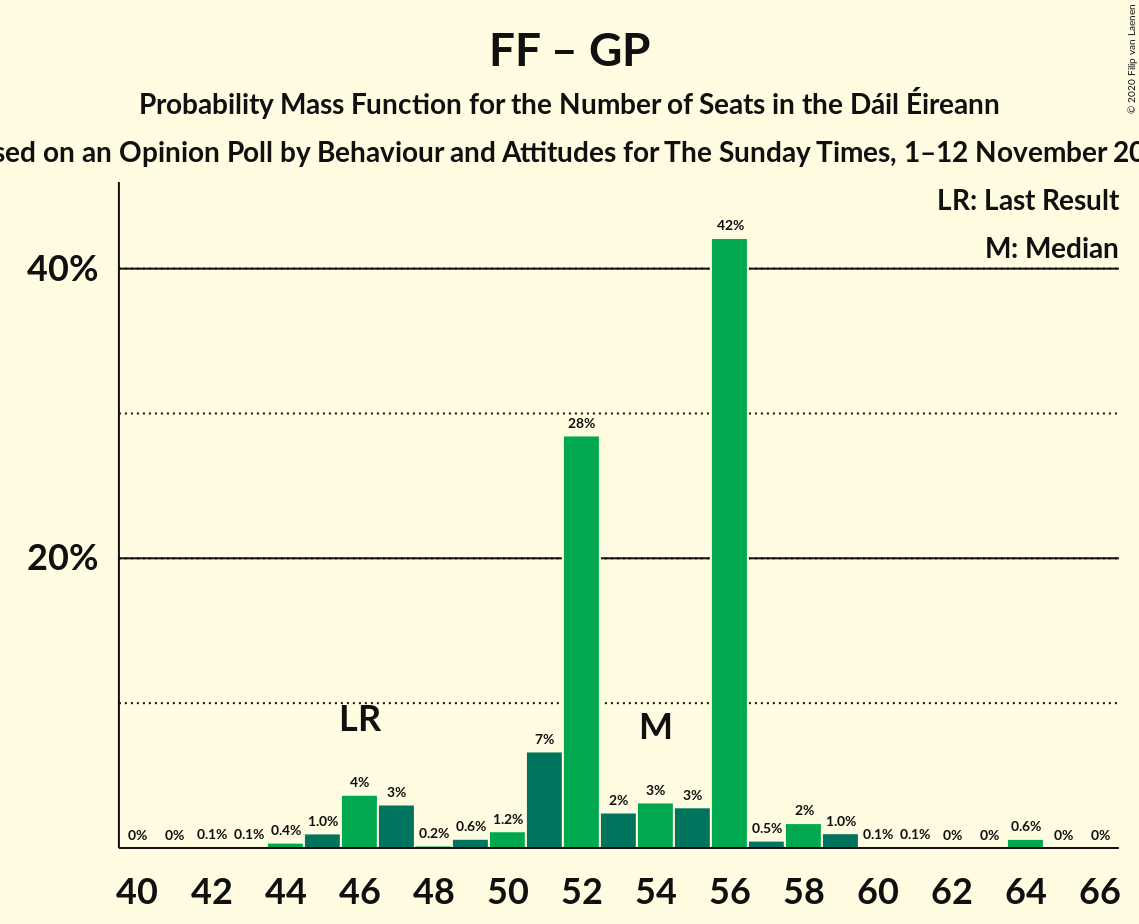 © 2020 Filip van Laenen
FF – GP
Probability Mass Function for the Number of Seats in the Dáil Éireann
sed on an Opinion Poll by Behaviour and Attitudes for The Sunday Times, 1–12 November 20
LR: Last Result
M: Median
40%
20%
0% 0% 0.1% 0.1% 0.4% 1.0% 4% 3% 0.2% 0.6% 1.2% 7% 28% 2% 3% 3% 42% 0.5% 2% 1.0% 0.1% 0.1% 0% 0% 0.6% 0% 0%
LR M
40 42 44 46 48 50 52 54 56 58 60 62 64 66